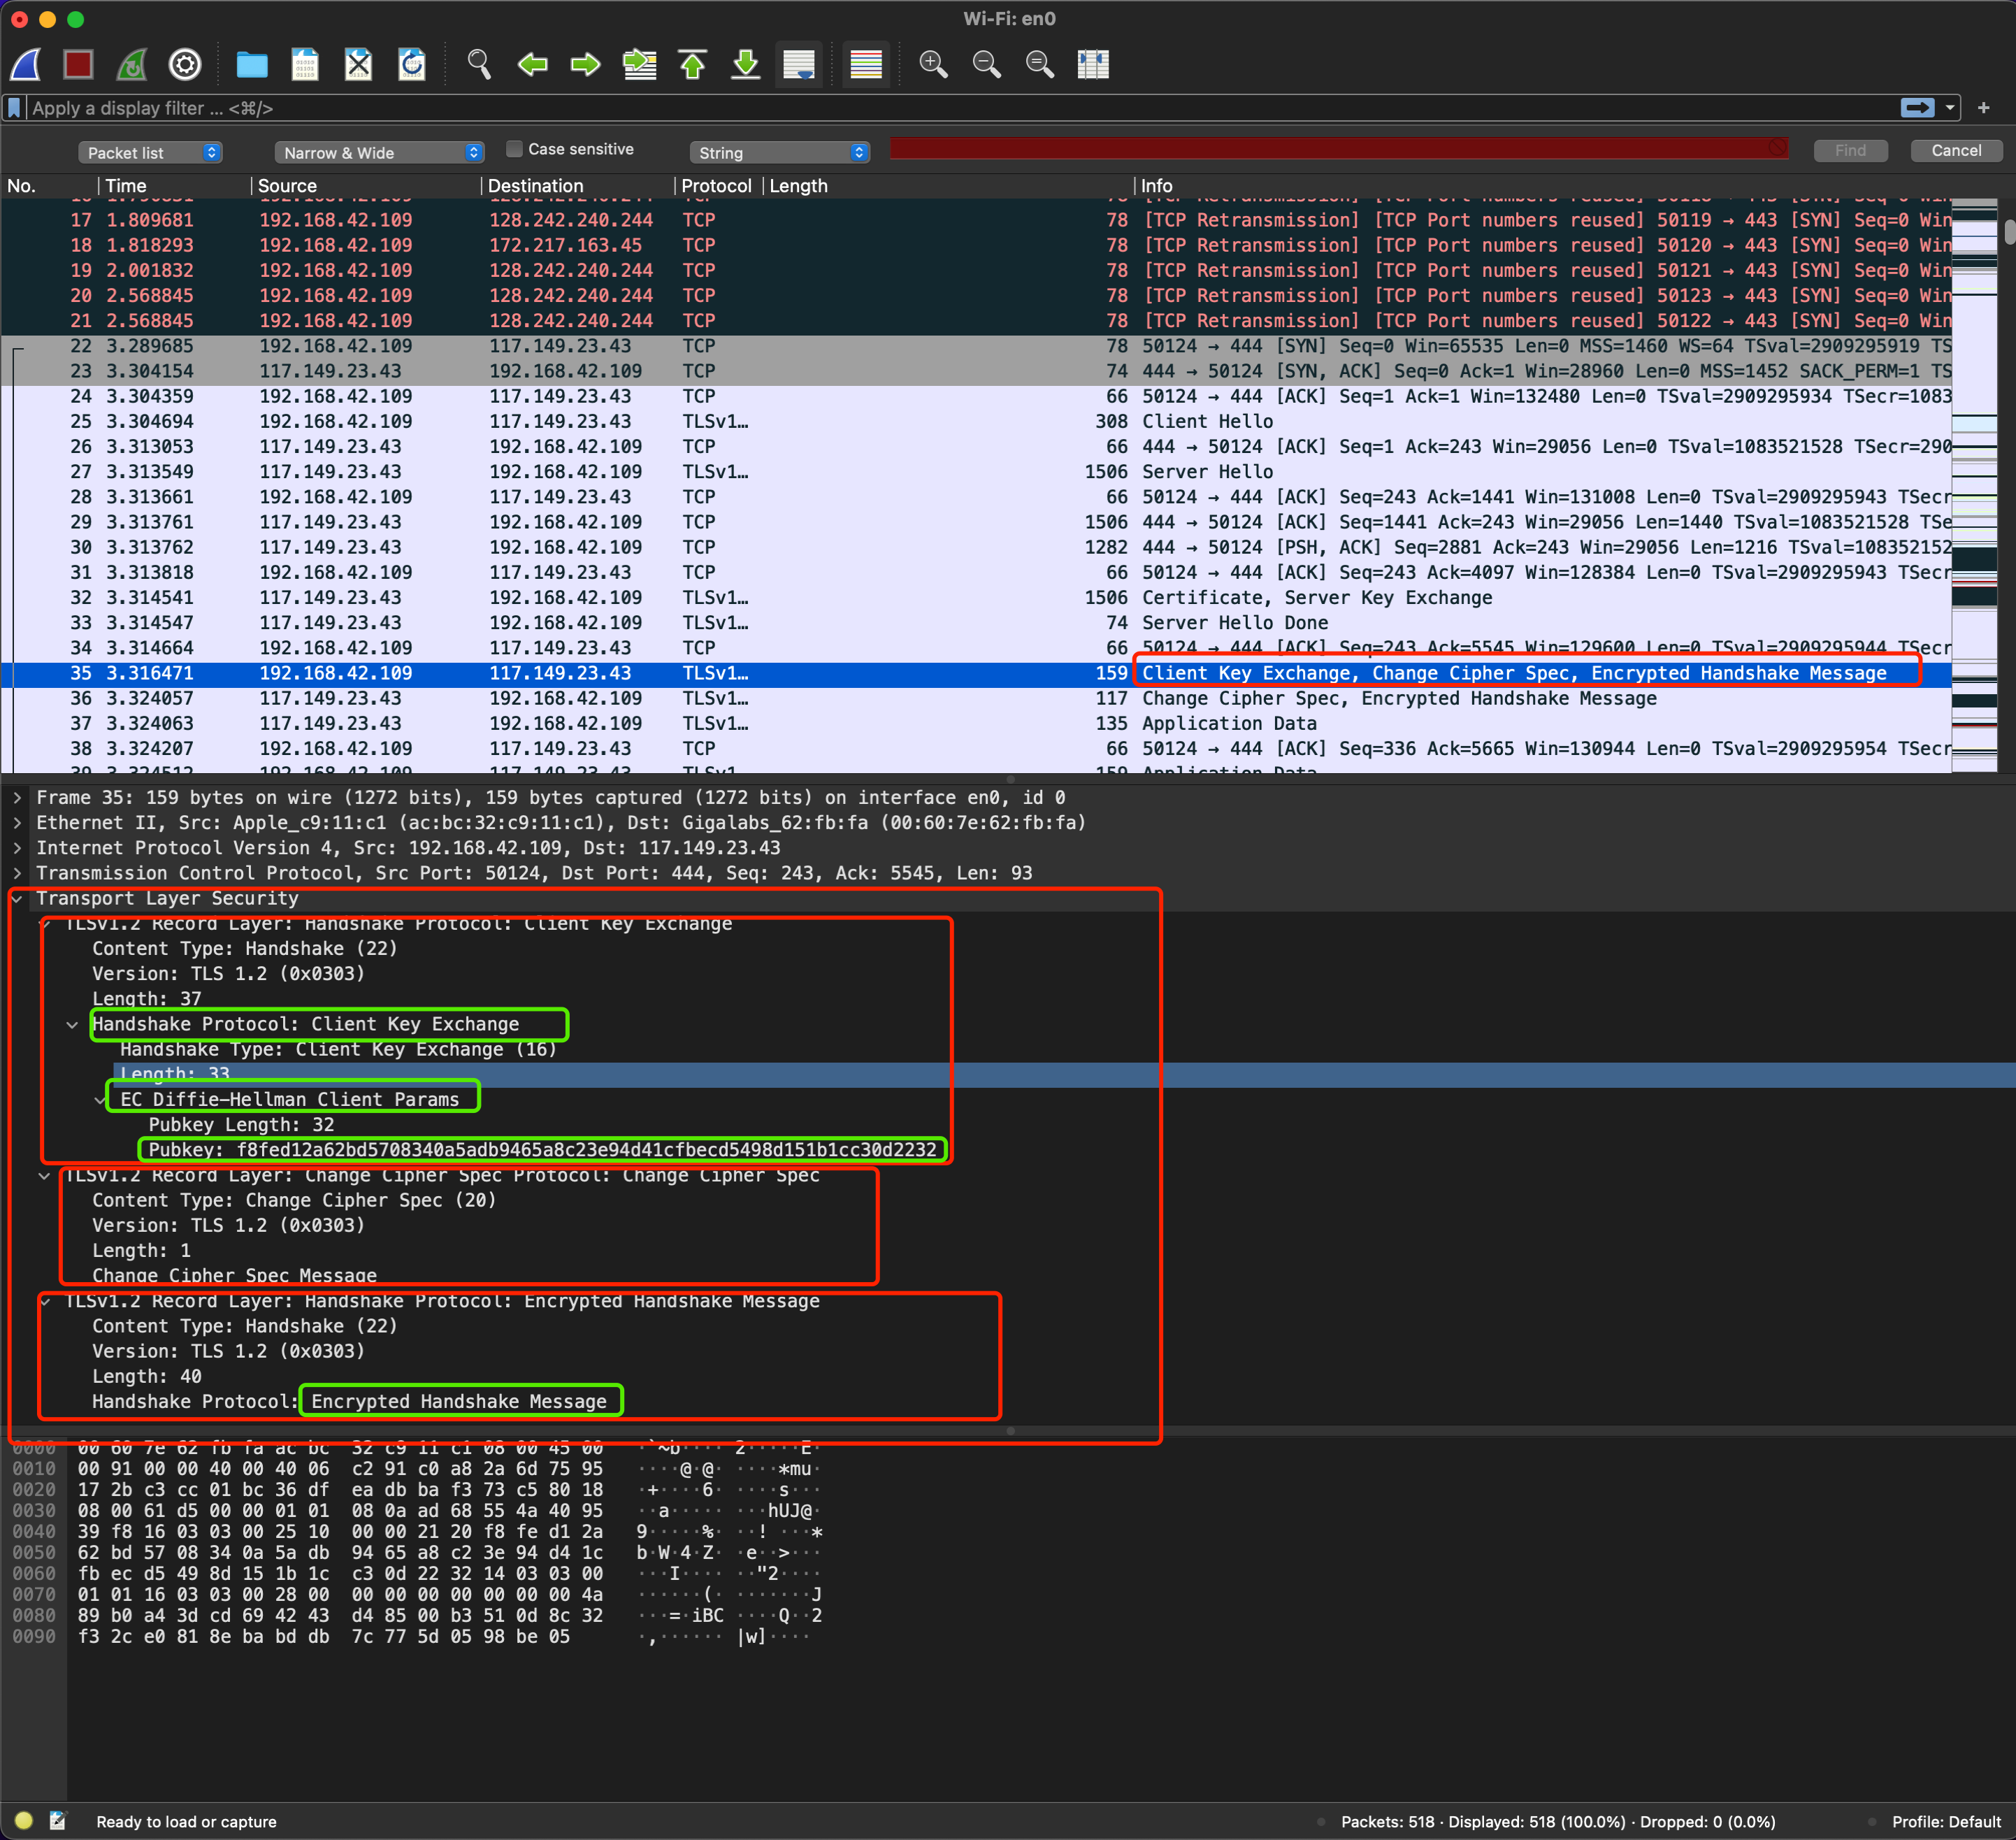 Wi-Fi: en0
Apply a display filter ... <⌘/>
Packet list Narrow & Wide Case sensitive String Find Cancel
No. Time Source Destination Protocol Length Info
17 1.809681 192.168.42.109 128.242.240.244 TCP 78 [TCP Retransmission] [TCP Port numbers reused] 50119 → 443 [SYN] Seq=0 Win
18 1.818293 192.168.42.109 172.217.163.45 TCP 78 [TCP Retransmission] [TCP Port numbers reused] 50120 → 443 [SYN] Seq=0 Win
19 2.001832 192.168.42.109 128.242.240.244 TCP 78 [TCP Retransmission] [TCP Port numbers reused] 50121 → 443 [SYN] Seq=0 Win
20 2.568845 192.168.42.109 128.242.240.244 TCP 78 [TCP Retransmission] [TCP Port numbers reused] 50123 → 443 [SYN] Seq=0 Win
21 2.568845 192.168.42.109 128.242.240.244 TCP 78 [TCP Retransmission] [TCP Port numbers reused] 50122 → 443 [SYN] Seq=0 Win
22 3.289685 192.168.42.109 117.149.23.43 TCP 78 50124 → 444 [SYN] Seq=0 Win=65535 Len=0 MSS=1460 WS=64 TSval=2909295919 TS
23 3.304154 117.149.23.43 192.168.42.109 TCP 74 444 → 50124 [SYN, ACK] Seq=0 Ack=1 Win=28960 Len=0 MSS=1452 SACK_PERM=1 TS
24 3.304359 192.168.42.109 117.149.23.43 TCP 66 50124 → 444 [ACK] Seq=1 Ack=1 Win=132480 Len=0 TSval=2909295934 TSecr=1083
25 3.304694 192.168.42.109 117.149.23.43 TLSv1… 308 Client Hello
26 3.313053 117.149.23.43 192.168.42.109 TCP 66 444 → 50124 [ACK] Seq=1 Ack=243 Win=29056 Len=0 TSval=1083521528 TSecr=290
27 3.313549 117.149.23.43 192.168.42.109 TLSv1… 1506 Server Hello
28 3.313661 192.168.42.109 117.149.23.43 TCP 66 50124 → 444 [ACK] Seq=243 Ack=1441 Win=131008 Len=0 TSval=2909295943 TSecr
29 3.313761 117.149.23.43 192.168.42.109 TCP 1506 444 → 50124 [ACK] Seq=1441 Ack=243 Win=29056 Len=1440 TSval=1083521528 TSe
30 3.313762 117.149.23.43 192.168.42.109 TCP 1282 444 → 50124 [PSH, ACK] Seq=2881 Ack=243 Win=29056 Len=1216 TSval=108352152
31 3.313818 192.168.42.109 117.149.23.43 TCP 66 50124 → 444 [ACK] Seq=243 Ack=4097 Win=128384 Len=0 TSval=2909295943 TSecr
32 3.314541 117.149.23.43 192.168.42.109 TLSv1… 1506 Certificate, Server Key Exchange
33 3.314547 117.149.23.43 192.168.42.109 TLSv1… 74 Server Hello Done
34 3.314664 192.168.42.109 117.149.23.43 TCP 66 50124 → 444 [ACK] Seq=243 Ack=5545 Win=129600 Len=0 TSval=2909295944 TSecr
35 3.316471 192.168.42.109 117.149.23.43 TLSv1… 159 Client Key Exchange, Change Cipher Spec, Encrypted Handshake Message
36 3.324057 117.149.23.43 192.168.42.109 TLSv1… 117 Change Cipher Spec, Encrypted Handshake Message
37 3.324063 117.149.23.43 192.168.42.109 TLSv1… 135 Application Data
38 3.324207 192.168.42.109 117.149.23.43 TCP 66 50124 → 444 [ACK] Seq=336 Ack=5665 Win=130944 Len=0 TSval=2909295954 TSecr
39 3.324512 192.168.42.109 117.149.23.43 TLSv1 159 Application Data
Frame 35: 159 bytes on wire (1272 bits), 159 bytes captured (1272 bits) on interface en0, id 0
Ethernet II, Src: Apple_c9:11:c1 (ac:bc:32:c9:11:c1), Dst: Gigalabs_62:fb:fa (00:60:7e:62:fb:fa)
Internet Protocol Version 4, Src: 192.168.42.109, Dst: 117.149.23.43
Transmission Control Protocol, Src Port: 50124, Dst Port: 444, Seq: 243, Ack: 5545, Len: 93
Transport Layer Security
TLSv1.2 Record Layer: Handshake Protocol: Client Key Exchange
Content Type: Handshake (22)
Version: TLS 1.2 (0x0303)
Length: 37
Handshake Protocol: Client Key Exchange
Handshake Type: Client Key Exchange (16)
Length: 33
EC Diffie-Hellman Client Params
Pubkey Length: 32
Pubkey: f8fed12a62bd5708340a5adb9465a8c23e94d41cfbecd5498d151b1cc30d2232
TLSv1.2 Record Layer: Change Cipher Spec Protocol: Change Cipher Spec
Content Type: Change Cipher Spec (20)
Version: TLS 1.2 (0x0303)
Length: 1
Change Cipher Spec Message
TLSv1.2 Record Layer: Handshake Protocol: Encrypted Handshake Message
Content Type: Handshake (22)
Version: TLS 1.2 (0x0303)
Length: 40
Handshake Protocol: Encrypted Handshake Message
0000 00 60 7e 62 fb fa ac bc 32 c9 11 c1 08 00 45 00 ·`~b···· 2·····E·
0010 00 91 00 00 40 00 40 06 c2 91 c0 a8 2a 6d 75 95 ····@·@· ····*mu·
0020 17 2b c3 cc 01 bc 36 df ea db ba f3 73 c5 80 18 ·+····6· ····s···
0030 08 00 61 d5 00 00 01 01 08 0a ad 68 55 4a 40 95 ··a····· ···hUJ@·
0040 39 f8 16 03 03 00 25 10 00 00 21 20 f8 fe d1 2a 9·····%· ··! ···*
0050 62 bd 57 08 34 0a 5a db 94 65 a8 c2 3e 94 d4 1c b·W·4·Z· ·e··>···
0060 fb ec d5 49 8d 15 1b 1c c3 0d 22 32 14 03 03 00 ···I···· ··"2····
0070 01 01 16 03 03 00 28 00 00 00 00 00 00 00 00 4a ······(· ·······J
0080 89 b0 a4 3d cd 69 42 43 d4 85 00 b3 51 0d 8c 32 ···=·iBC ····Q··2
0090 f3 2c e0 81 8e ba bd db 7c 77 5d 05 98 be 05 ·,······ |w]····
Ready to load or capture Packets: 518 · Displayed: 518 (100.0%) · Dropped: 0 (0.0%) Profile: Default